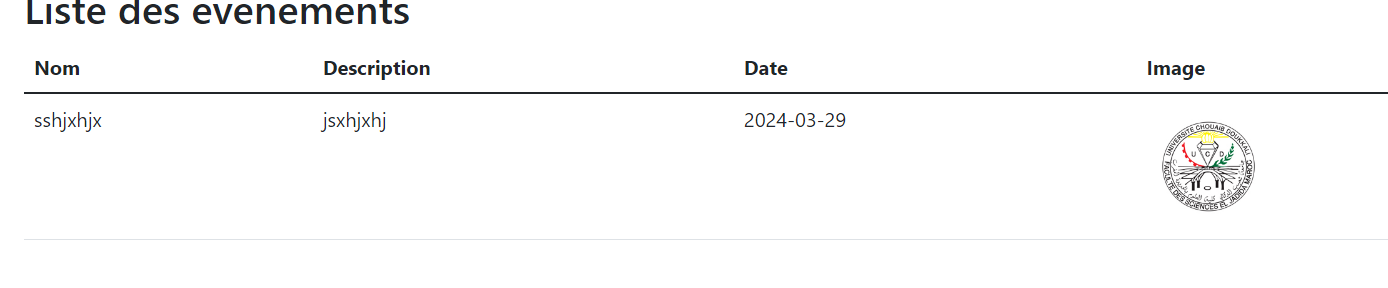 Liste des evenements
Nom Description Date Image
sshjxhjx jsxhjxhj 2024-03-29
UNIVERSITE CHOUAIB DOUKKALI
U C D
FACULTE DES SCIENCES EL JADIDA MAROC